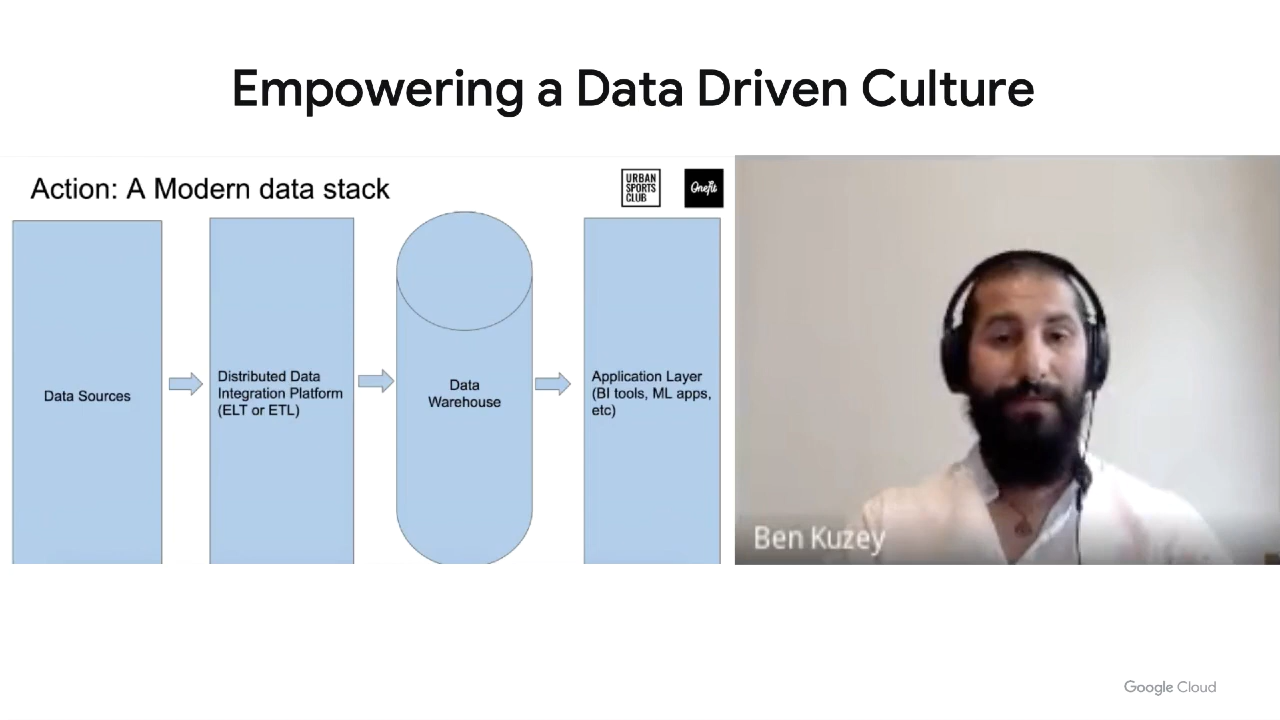 Empowering a Data Driven Culture
Action: A Modern data stack
URBAN
SPORTS
CLUB
Onefit
Data Sources
Distributed Data
Integration Platform
(ELT or ETL)
Data
Warehouse
Application Layer
(BI tools, ML apps,
etc)
Ben Kuzey
Google Cloud